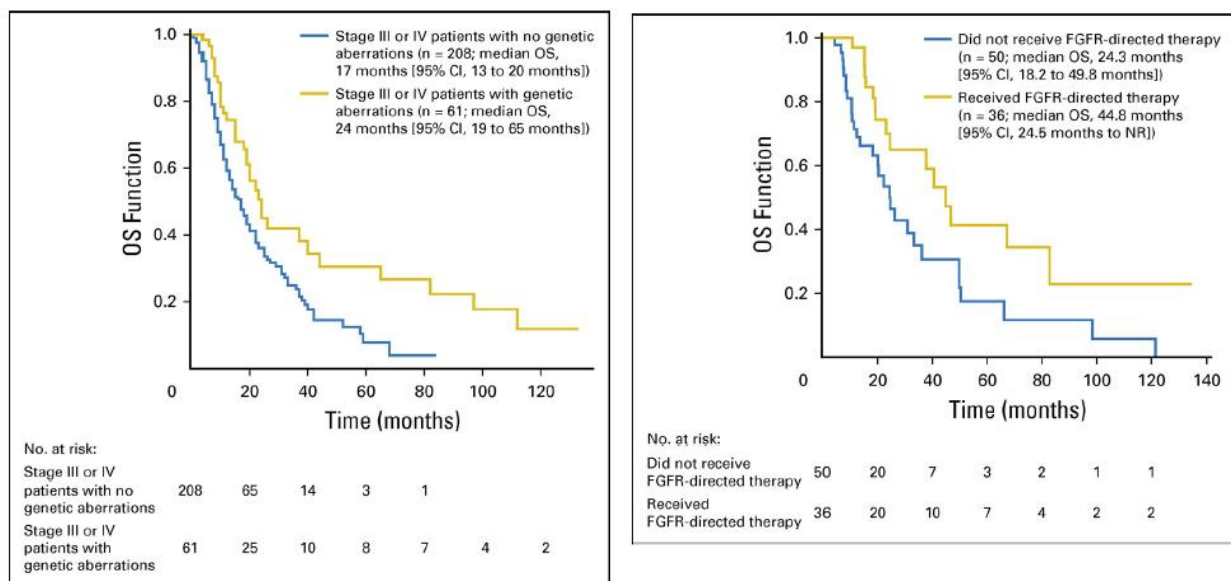 Stage III or IV patients with no genetic
aberrations (n = 208; median OS,
17 months [95% CI, 13 to 20 months])
Stage III or IV patients with genetic
aberrations (n = 61; median OS,
24 months [95% CI, 19 to 65 months])
OS Function
1.0
0.8
0.6
0.4
0.2
0 20 40 60 80 100 120
Time (months)
No. at risk:
Stage III or IV
patients with no
genetic aberrations
208 65 14 3 1
Stage III or IV
patients with
genetic aberrations
61 25 10 8 7 4 2
Did not receive FGFR-directed therapy
(n = 50; median OS, 24.3 months
[95% CI, 18.2 to 49.8 months])
Received FGFR-directed therapy
(n = 36; median OS, 44.8 months
[95% CI, 24.5 months to NR])
OS Function
1.0
0.8
0.6
0.4
0.2
0 20 40 60 80 100 120 140
Time (months)
No. at risk:
Did not receive
FGFR-directed therapy
50 20 7 3 2 1 1
Received
FGFR-directed therapy
36 20 10 7 4 2 2